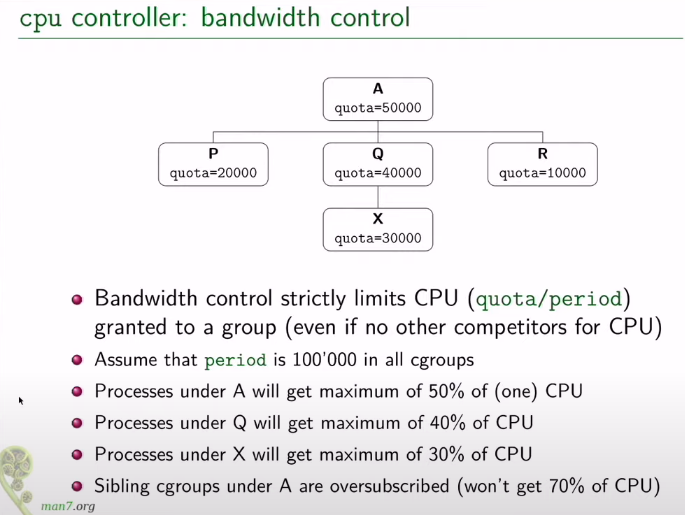 cpu controller: bandwidth control
A
quota=50000
P
quota=20000
Q
quota=40000
R
quota=10000
X
quota=30000
Bandwidth control strictly limits CPU (quota/period)
granted to a group (even if no other competitors for CPU)
Assume that period is 100'000 in all cgroups
Processes under A will get maximum of 50% of (one) CPU
Processes under Q will get maximum of 40% of CPU
Processes under X will get maximum of 30% of CPU
Sibling cgroups under A are oversubscribed (won't get 70% of CPU)
man7.org